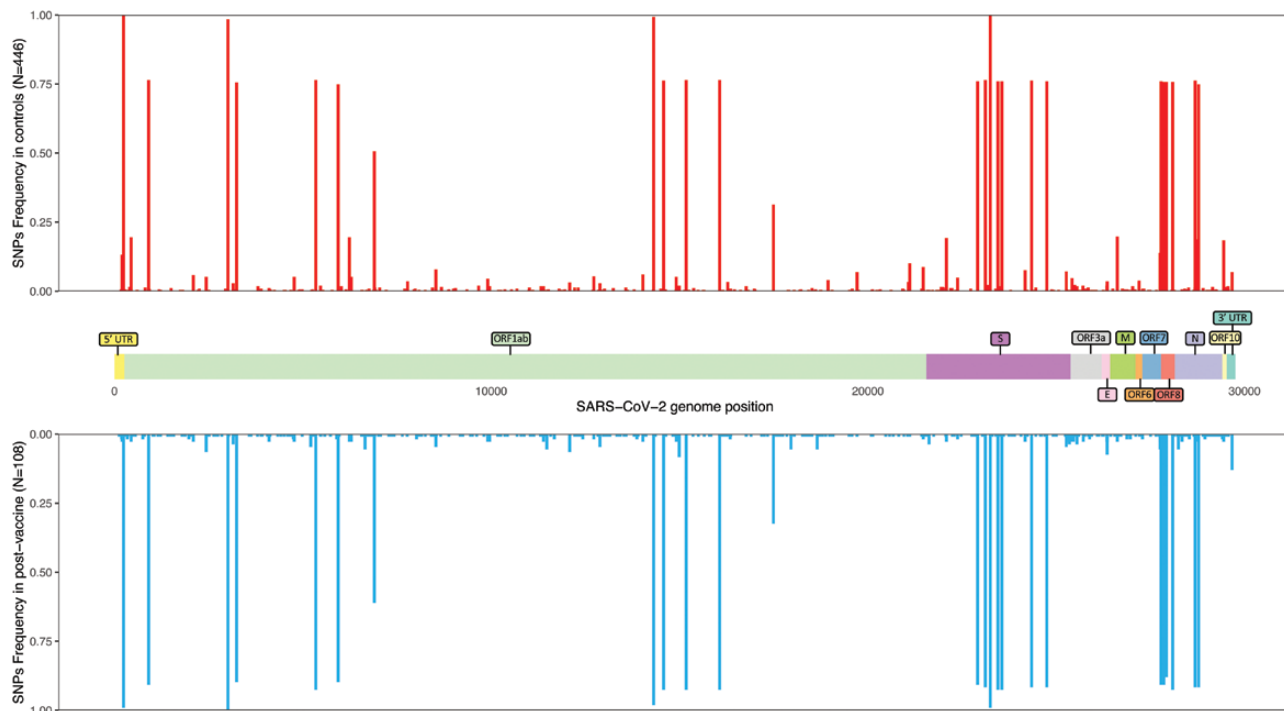 SNPs Frequency in controls (N=446)
1.00
0.75
0.50
0.25
0.00
3' UTR
5' UTR
ORF1ab
S
ORF3a
M
ORF7
N
ORF10
E
ORF6
ORF8
0
10000
20000
30000
SARS-CoV-2 genome position
SNPs Frequency in post-vaccine (N=108)
0.00
0.25
0.50
0.75
1.00